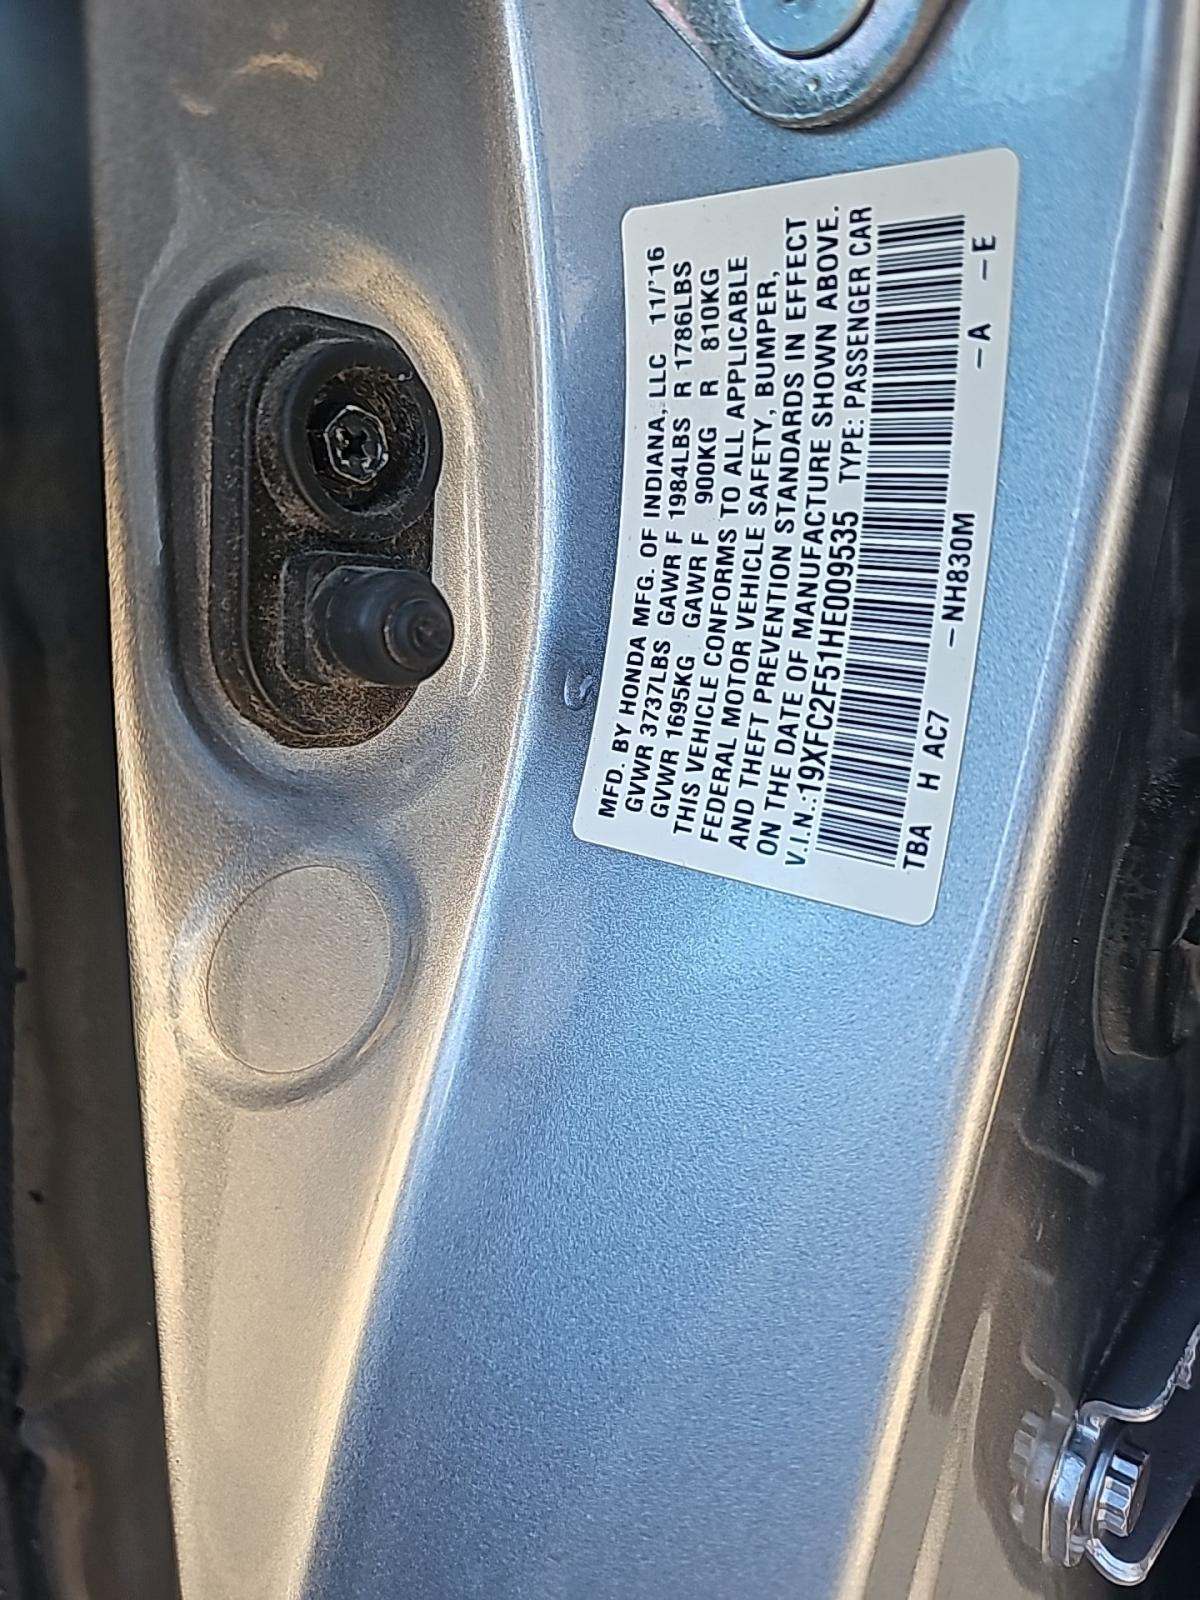 MFD. BY HONDA MFG. OF INDIANA, LLC 11/'16
GVWR 3737LBS GAWR F 1984LBS R 1786LBS
GVWR 1695KG GAWR F 900KG R 810KG
THIS VEHICLE CONFORMS TO ALL APPLICABLE
FEDERAL MOTOR VEHICLE SAFETY, BUMPER,
AND THEFT PREVENTION STANDARDS IN EFFECT
ON THE DATE OF MANUFACTURE SHOWN ABOVE.
V.I.N.:19XFC2F51HE009535 TYPE: PASSENGER CAR
TBA H AC7 -NH830M -A -E